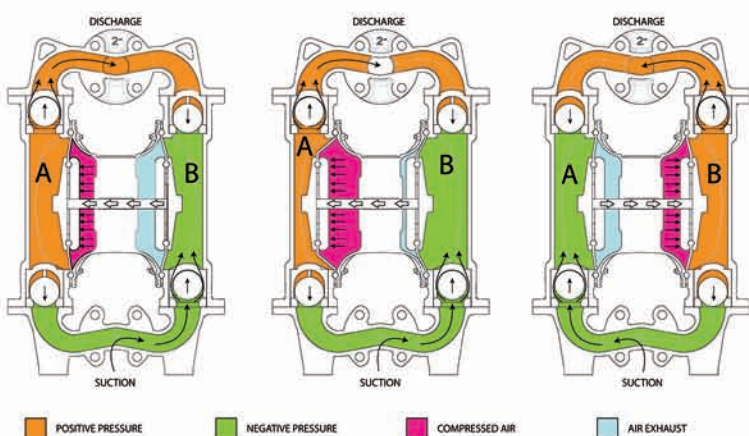 DISCHARGE
DISCHARGE
DISCHARGE
2"
2"
2"
A
B
A
B
A
B
SUCTION
SUCTION
SUCTION
POSITIVE PRESSURE
NEGATIVE PRESSURE
COMPRESSED AIR
AIR EXHAUST